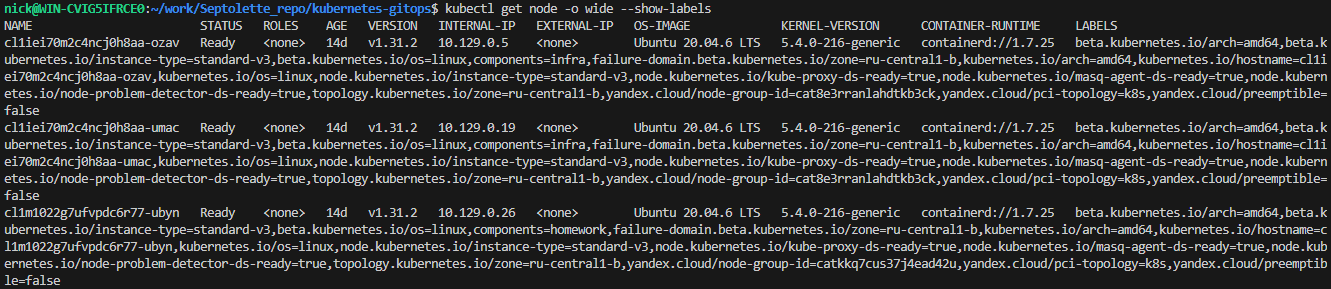 nick@WIN-CVIG5IFRCE0:~/work/Septolette_repo/kubernetes-gitops$ kubectl get node -o wide --show-labels
NAME STATUS ROLES AGE VERSION INTERNAL-IP EXTERNAL-IP OS-IMAGE KERNEL-VERSION CONTAINER-RUNTIME LABELS
cl1iei70m2c4ncj0h8aa-ozav Ready <none> 14d v1.31.2 10.129.0.5 <none> Ubuntu 20.04.6 LTS 5.4.0-216-generic containerd://1.7.25 beta.kubernetes.io/arch=amd64,beta.k
ubernetes.io/instance-type=standard-v3,beta.kubernetes.io/os=linux,components=infra,failure-domain.beta.kubernetes.io/zone=ru-central1-b,kubernetes.io/arch=amd64,kubernetes.io/hostname=cl1i
ei70m2c4ncj0h8aa-ozav,kubernetes.io/os=linux,node.kubernetes.io/instance-type=standard-v3,node.kubernetes.io/kube-proxy-ds-ready=true,node.kubernetes.io/masq-agent-ds-ready=true,node.kubern
etes.io/node-problem-detector-ds-ready=true,topology.kubernetes.io/zone=ru-central1-b,yandex.cloud/node-group-id=cat8e3rranlahdtkb3ck,yandex.cloud/pci-topology=k8s,yandex.cloud/preemptible=
false
cl1iei70m2c4ncj0h8aa-umac Ready <none> 14d v1.31.2 10.129.0.19 <none> Ubuntu 20.04.6 LTS 5.4.0-216-generic containerd://1.7.25 beta.kubernetes.io/arch=amd64,beta.k
ubernetes.io/instance-type=standard-v3,beta.kubernetes.io/os=linux,components=infra,failure-domain.beta.kubernetes.io/zone=ru-central1-b,kubernetes.io/arch=amd64,kubernetes.io/hostname=cl1i
ei70m2c4ncj0h8aa-umac,kubernetes.io/os=linux,node.kubernetes.io/instance-type=standard-v3,node.kubernetes.io/kube-proxy-ds-ready=true,node.kubernetes.io/masq-agent-ds-ready=true,node.kubern
etes.io/node-problem-detector-ds-ready=true,topology.kubernetes.io/zone=ru-central1-b,yandex.cloud/node-group-id=cat8e3rranlahdtkb3ck,yandex.cloud/pci-topology=k8s,yandex.cloud/preemptible=
false
cl1m1022g7ufvpdc6r77-ubyn Ready <none> 14d v1.31.2 10.129.0.26 <none> Ubuntu 20.04.6 LTS 5.4.0-216-generic containerd://1.7.25 beta.kubernetes.io/arch=amd64,beta.k
ubernetes.io/instance-type=standard-v3,beta.kubernetes.io/os=linux,components=homework,failure-domain.beta.kubernetes.io/zone=ru-central1-b,kubernetes.io/arch=amd64,kubernetes.io/hostname=c
l1m1022g7ufvpdc6r77-ubyn,kubernetes.io/os=linux,node.kubernetes.io/instance-type=standard-v3,node.kubernetes.io/kube-proxy-ds-ready=true,node.kubernetes.io/masq-agent-ds-ready=true,node.kub
ernetes.io/node-problem-detector-ds-ready=true,topology.kubernetes.io/zone=ru-central1-b,yandex.cloud/node-group-id=catkkq7cus37j4ead42u,yandex.cloud/pci-topology=k8s,yandex.cloud/preemptib
le=false